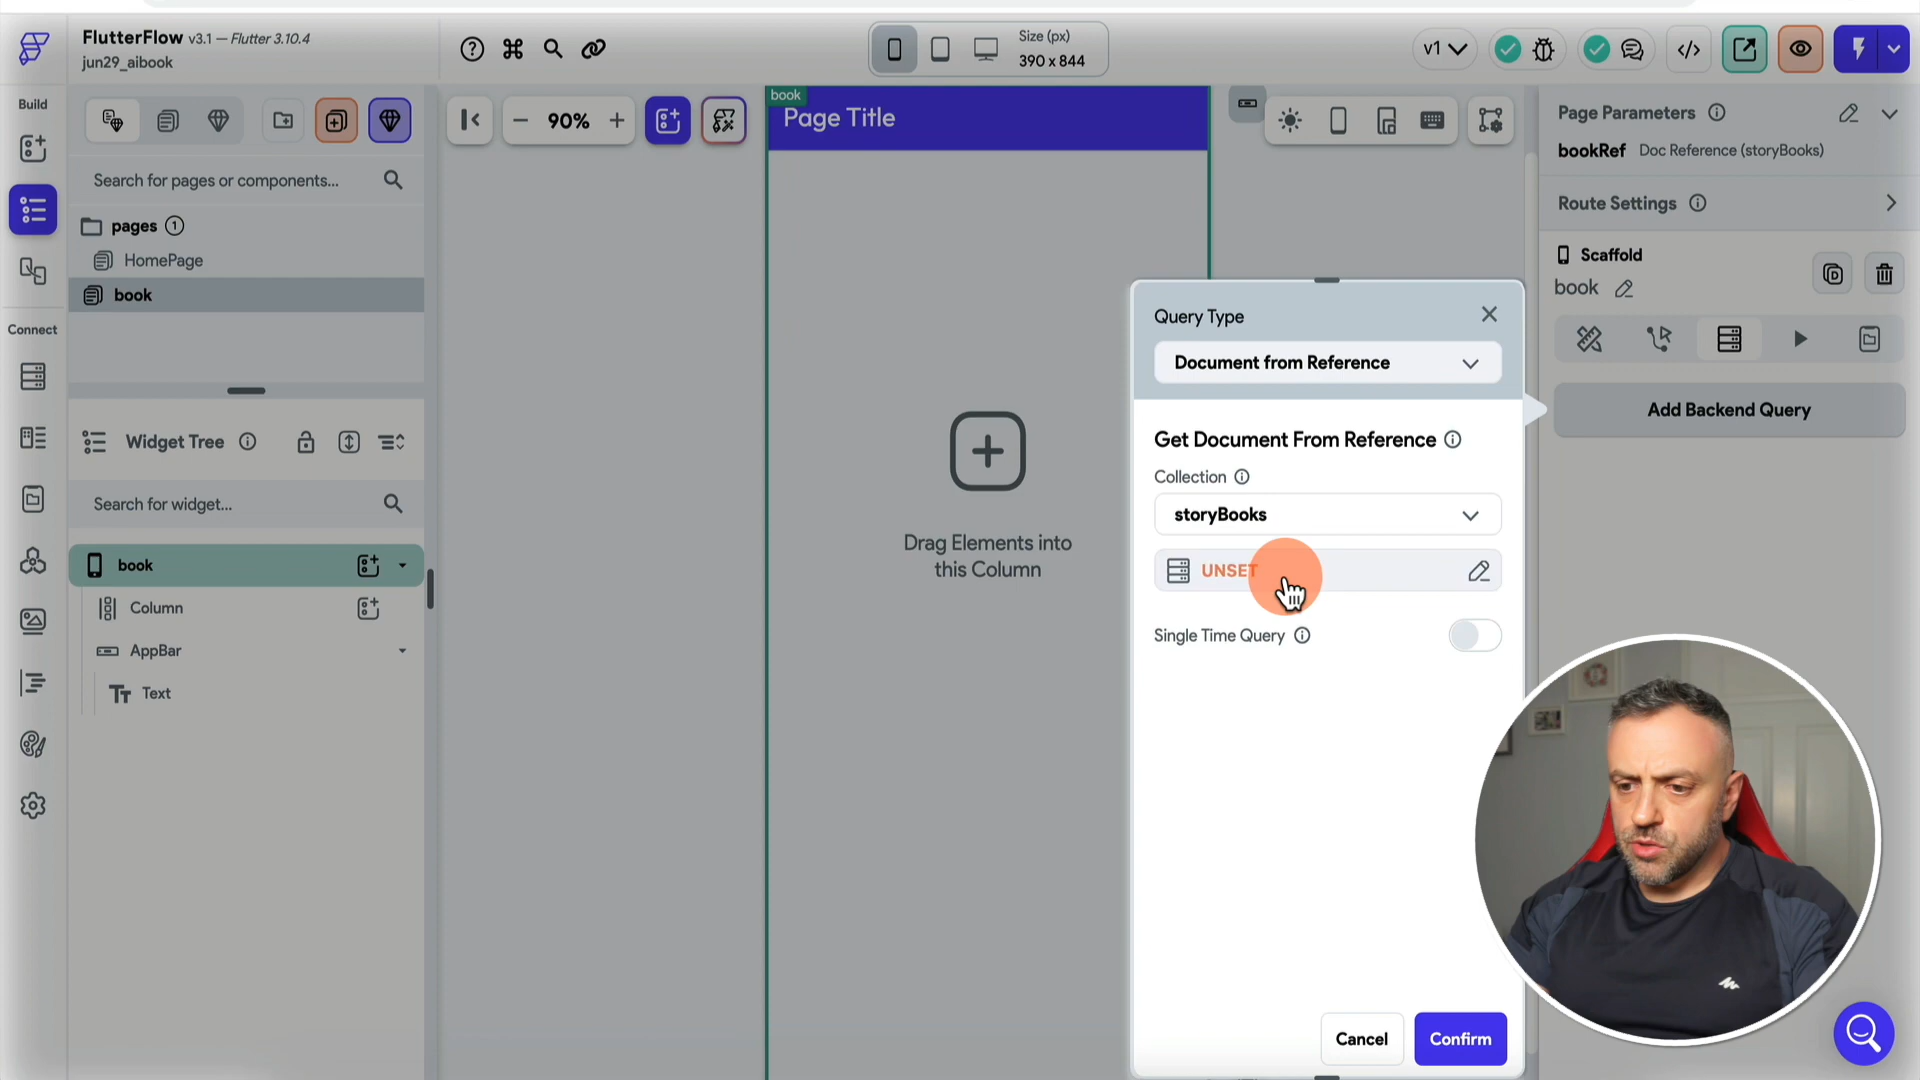 FlutterFlow v3.1 — Flutter 3.10.4
jun29_aibook
Size (px)
390 x 844
v1
Build
90%
book
Page Title
Page Parameters
bookRef Doc Reference (storyBooks)
Search for pages or components...
pages 1
HomePage
book
Route Settings
Scaffold
book
Connect
Query Type
Document from Reference
Add Backend Query
Widget Tree
Get Document From Reference
Collection
Search for widget...
storyBooks
Drag Elements into
this Column
book
UNSET
Column
Single Time Query
AppBar
Text
Cancel
Confirm